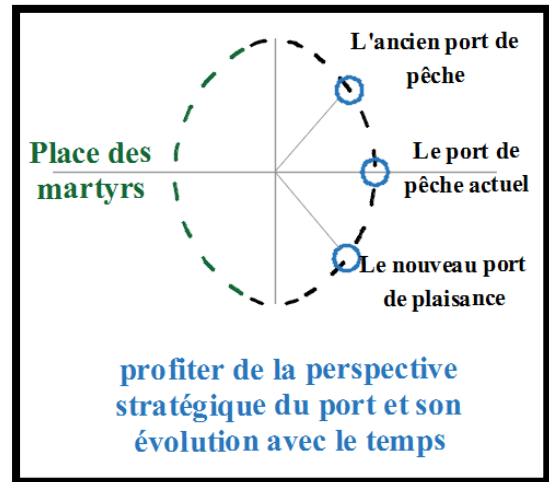 L'ancien port de
pêche
Place des
martyrs
Le port de
pêche actuel
Le nouveau port
de plaisance
profiter de la perspective
stratégique du port et son
évolution avec le temps